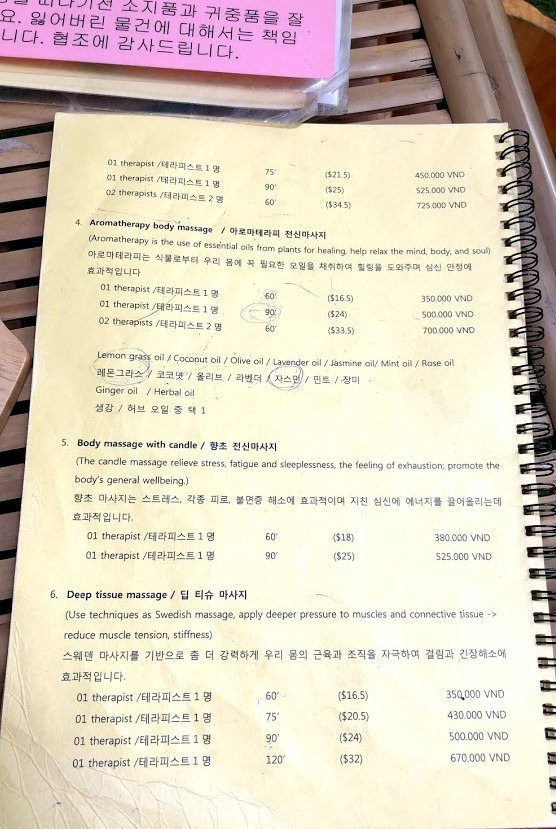 떠나기전 소지품과 귀중품을 잘
요. 잃어버린 물건에 대해서는 책임
니다. 협조에 감사드립니다.
01 therapist /테라피스트 1 명 75' ($21.5) 450.000 VND
01 therapist /테라피스트 1 명 90' ($25) 525.000 VND
02 therapists /테라피스트 2 명 60' ($34.5) 725.000 VND
4. Aromatherapy body massage / 아로마테라피 전신마사지
(Aromatherapy is the use of essential oils from plants for healing, help relax the mind, body, and soul)
아로마테라피는 식물로부터 우리 몸에 꼭 필요한 오일을 채취하여 힐링을 도와주며 심신 안정에
효과적입니다
01 therapist /테라피스트 1 명 60' ($16.5) 350.000 VND
01 therapist /테라피스트 1 명 90' ($24) 500.000 VND
02 therapists /테라피스트 2 명 60' ($33.5) 700.000 VND
Lemon grass oil / Coconut oil / Olive oil / Lavender oil / Jasmine oil/ Mint oil / Rose oil
레몬그라스 / 코코넛 / 올리브 / 라벤더 / 자스민 / 민트 / 장미
Ginger oil / Herbal oil
생강 / 허브 오일 중 택 1
5. Body massage with candle / 향초 전신마사지
(The candle massage relieve stress, fatigue and sleeplessness, the feeling of exhaustion; promote the
body's general wellbeing.)
향초 마사지는 스트레스, 각종 피로, 불면증 해소에 효과적이며 지친 심신에 에너지를 끌어올리는데
효과적입니다.
01 therapist /테라피스트 1 명 60' ($18) 380.000 VND
01 therapist /테라피스트 1 명 90' ($25) 525.000 VND
6. Deep tissue massage / 딥 티슈 마사지
(Use techniques as Swedish massage, apply deeper pressure to muscles and connective tissue ->
reduce muscle tension, stiffness)
스웨덴 마사지를 기반으로 좀 더 강력하게 우리 몸의 근육과 조직을 자극하여 결림과 긴장해소에
효과적입니다.
01 therapist /테라피스트 1 명 60' ($16.5) 350,000 VND
01 therapist /테라피스트 1 명 75' ($20.5) 430.000 VND
01 therapist /테라피스트 1 명 90' ($24) 500.000 VND
01 therapist /테라피스트 1 명 120' ($32) 670.000 VND